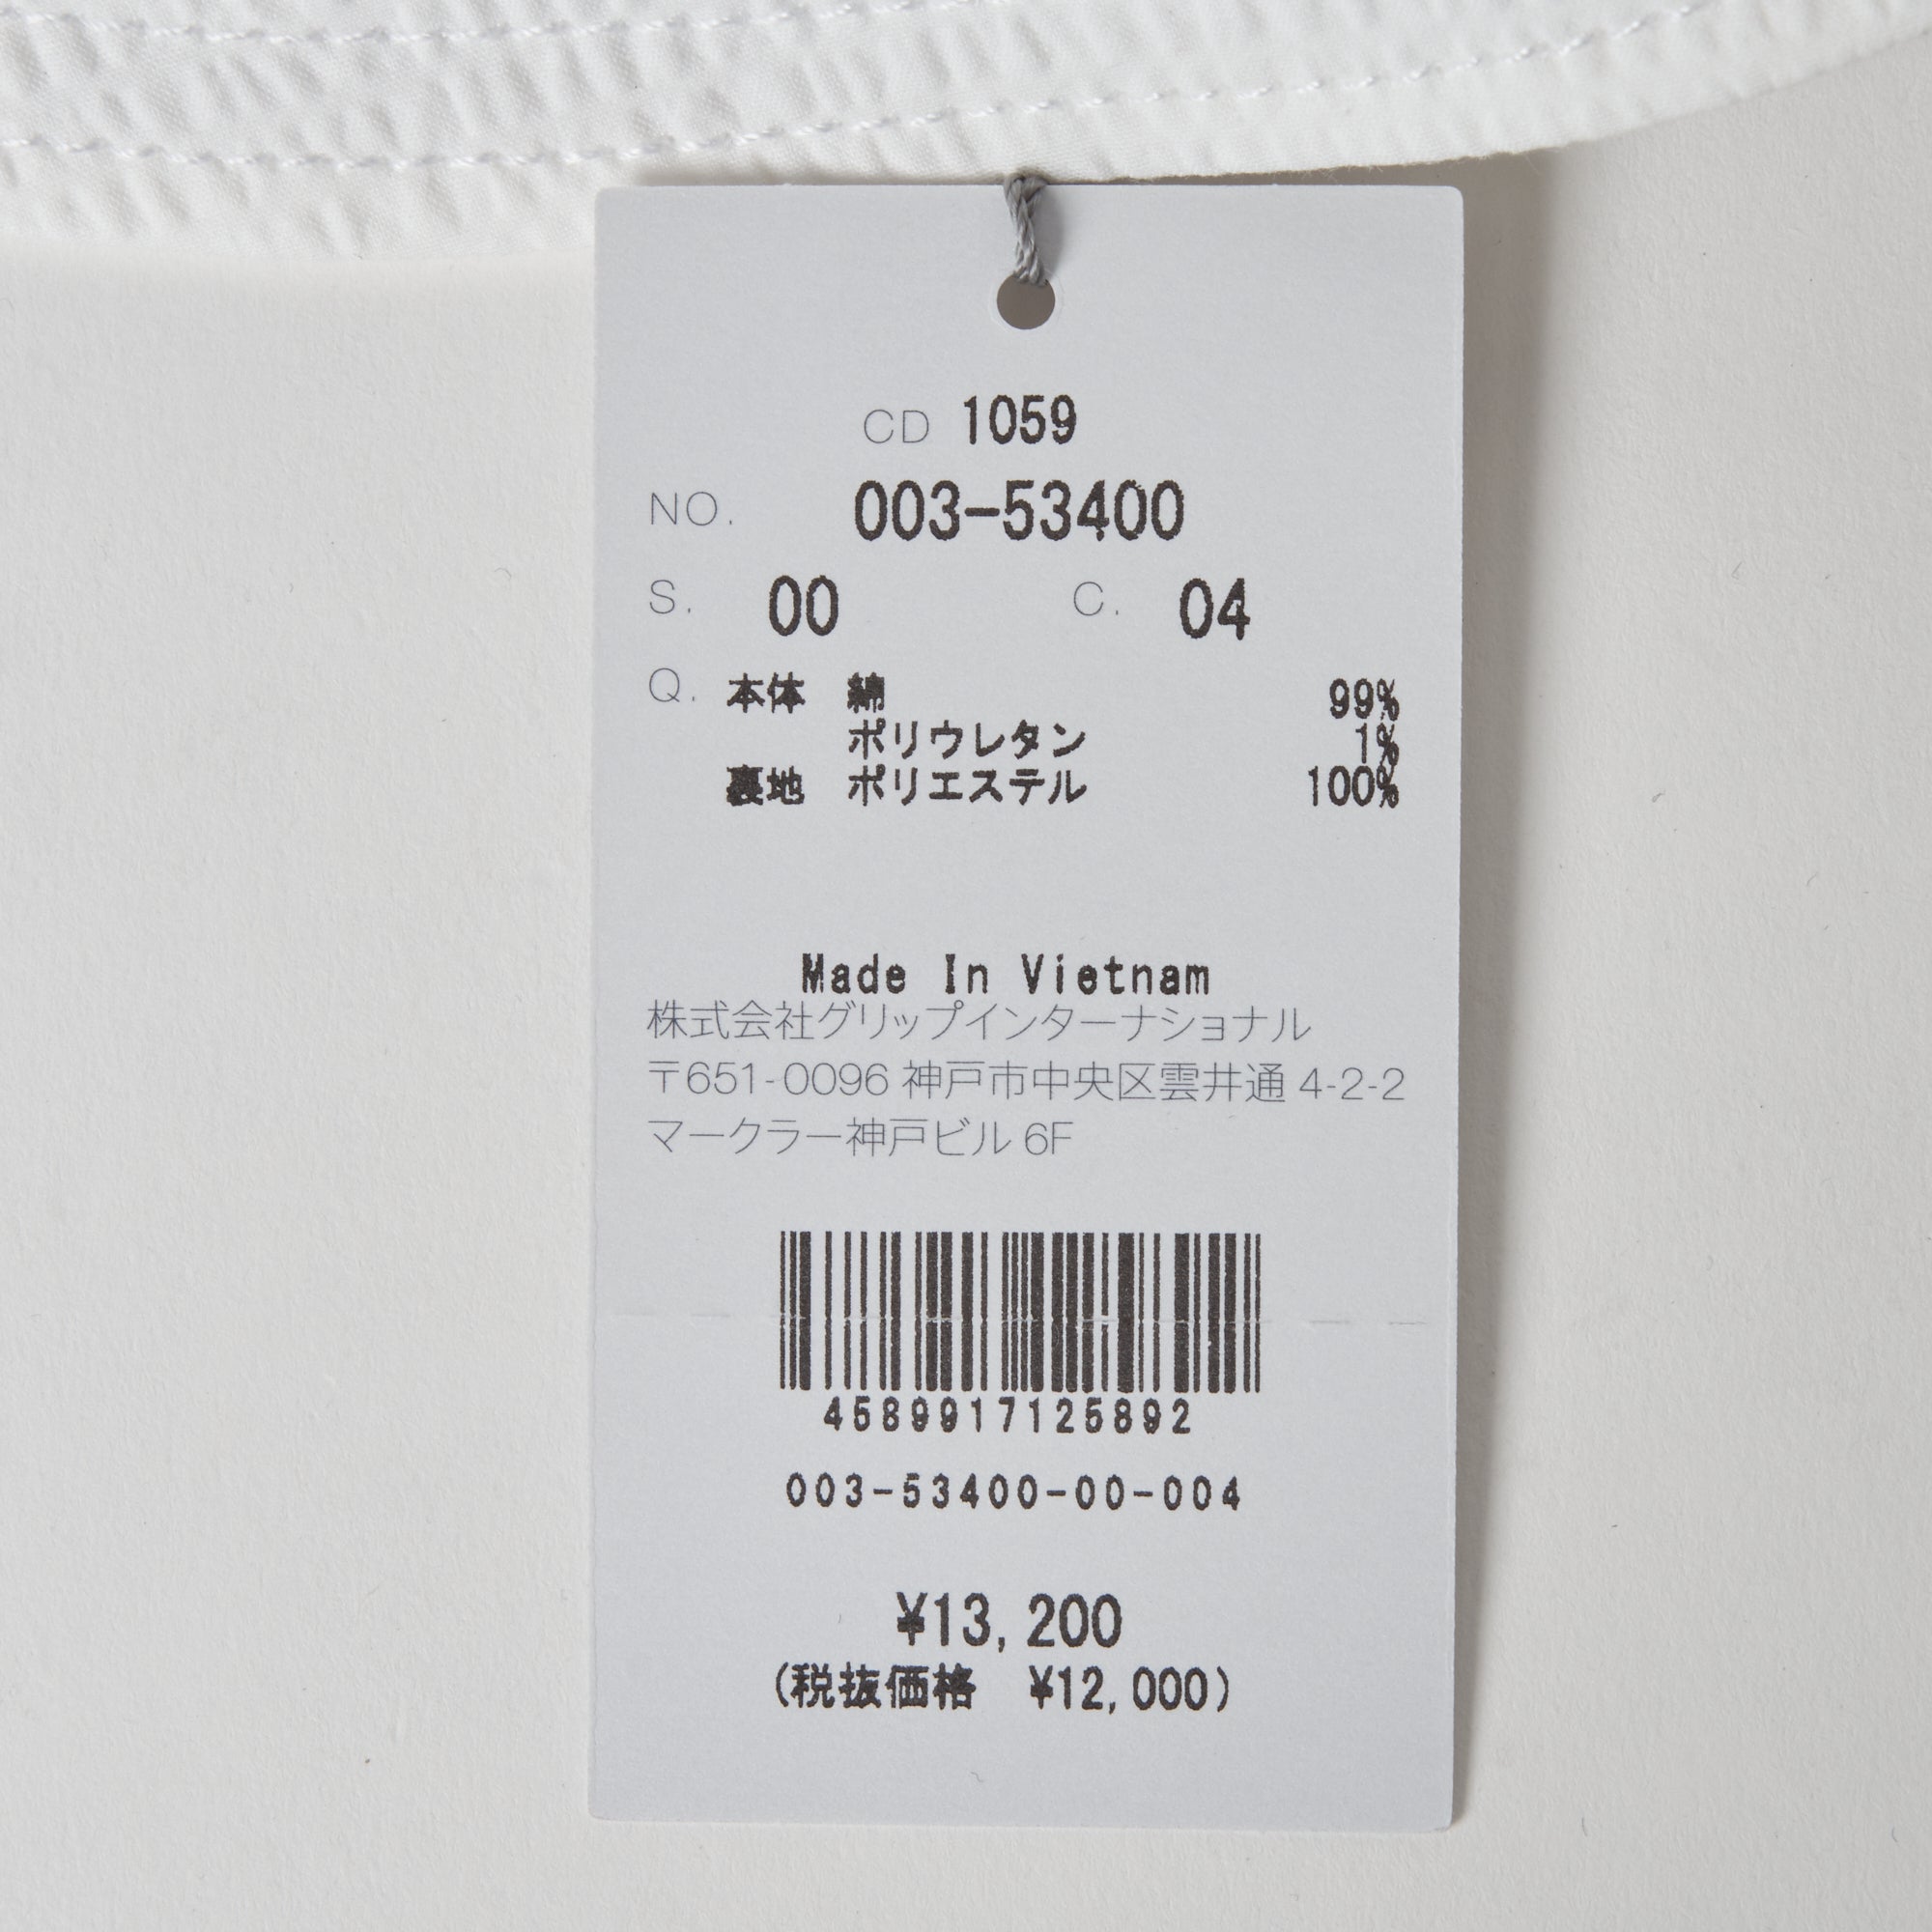 CD 1059
NO. 003-53400
S. 00 C. 04
Q. 本体 綿 99%
ポリウレタン 1%
裏地 ポリエステル 100%
Made In Vietnam
株式会社グリップインターナショナル
〒651-0096 神戸市中央区雲井通 4-2-2
マークラー神戸ビル 6F
4589917125892
003-53400-00-004
¥13,200
(税抜価格 ¥12,000)